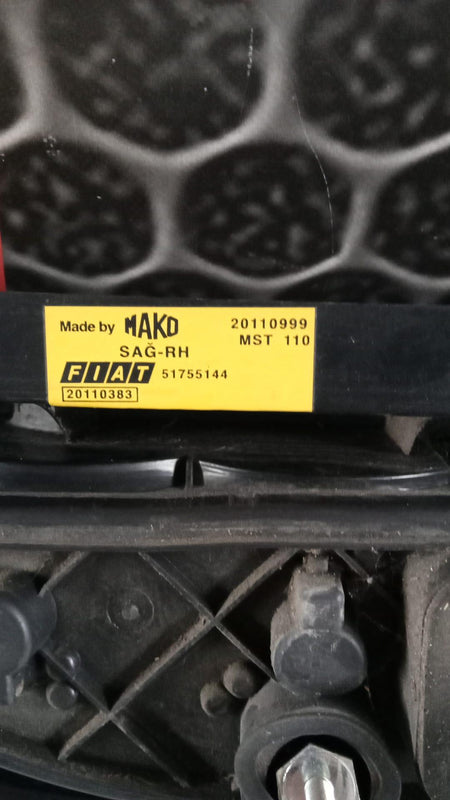 Made by MAKO 20110999
SAĞ-RH MST 110
FIAT 51755144
20110383